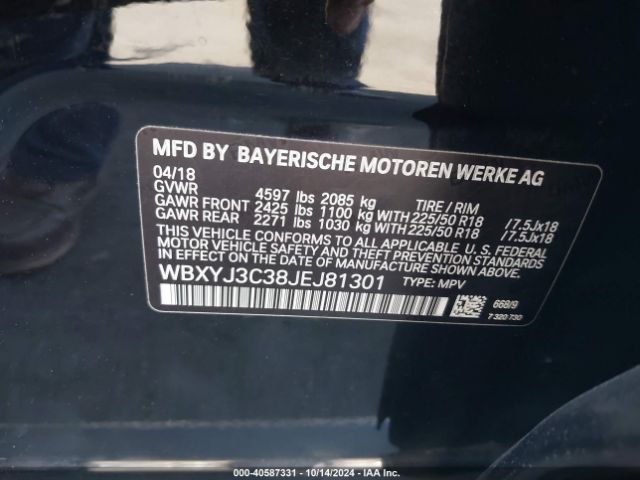 MFD BY BAYERISCHE MOTOREN WERKE AG
04/18
GVWR 4597 lbs 2085 kg TIRE / RIM
GAWR FRONT 2425 lbs 1100 kg WITH 225/50 R18 /7.5Jx18
GAWR REAR 2271 lbs 1030 kg WITH 225/50 R18 /7.5Jx18
THIS VEHICLE CONFORMS TO ALL APPLICABLE U. S. FEDERAL
MOTOR VEHICLE SAFETY AND THEFT PREVENTION STANDARDS
IN EFFECT ON THE DATE OF MANUFACTURE SHOWN ABOVE.
WBXYJ3C38JEJ81301 TYPE: MPV
668/9
7 320 730
(C) - 40587331 - 10/14/2024 - IAA Inc.